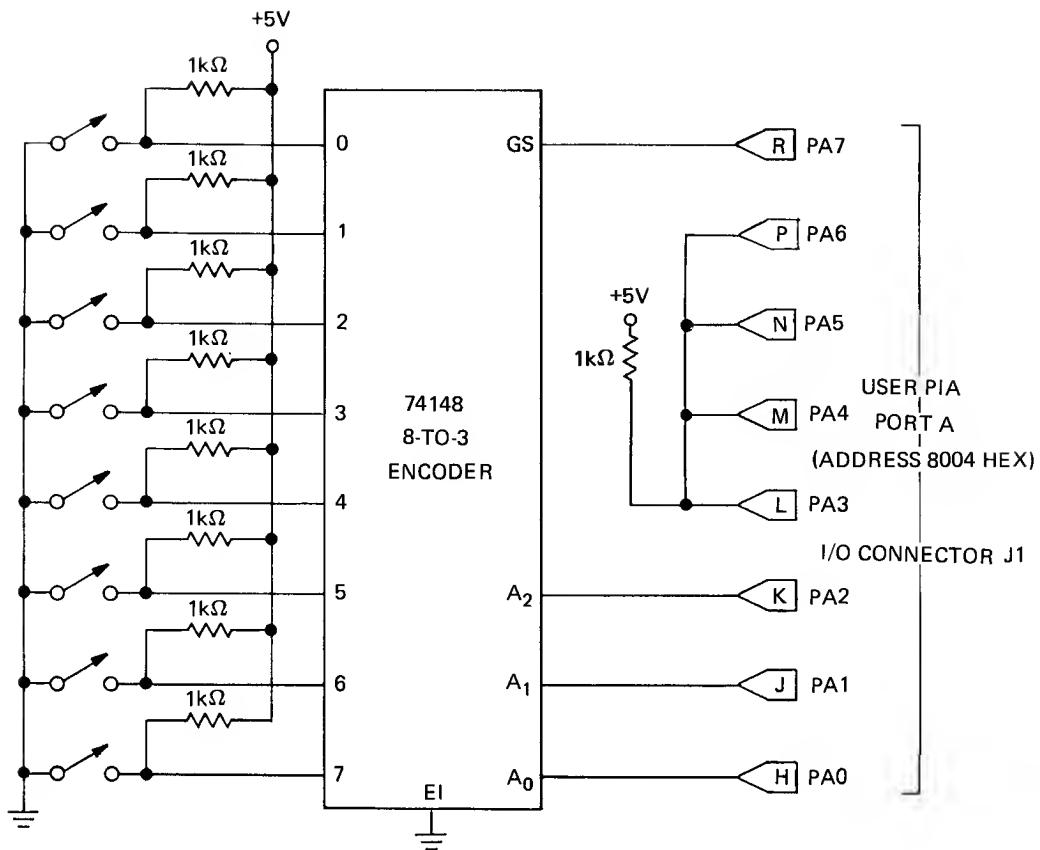 +5V
1kΩ
0
GS
R PA7
1kΩ
1
P PA6
1kΩ
2
+5V
N PA5
1kΩ
3
1kΩ
74148
8-TO-3
ENCODER
M PA4
USER PIA
PORT A
(ADDRESS 8004 HEX)
1kΩ
4
L PA3
I/O CONNECTOR J1
1kΩ
5
A2
K PA2
1kΩ
6
A1
J PA1
1kΩ
7
EI
A0
H PA0